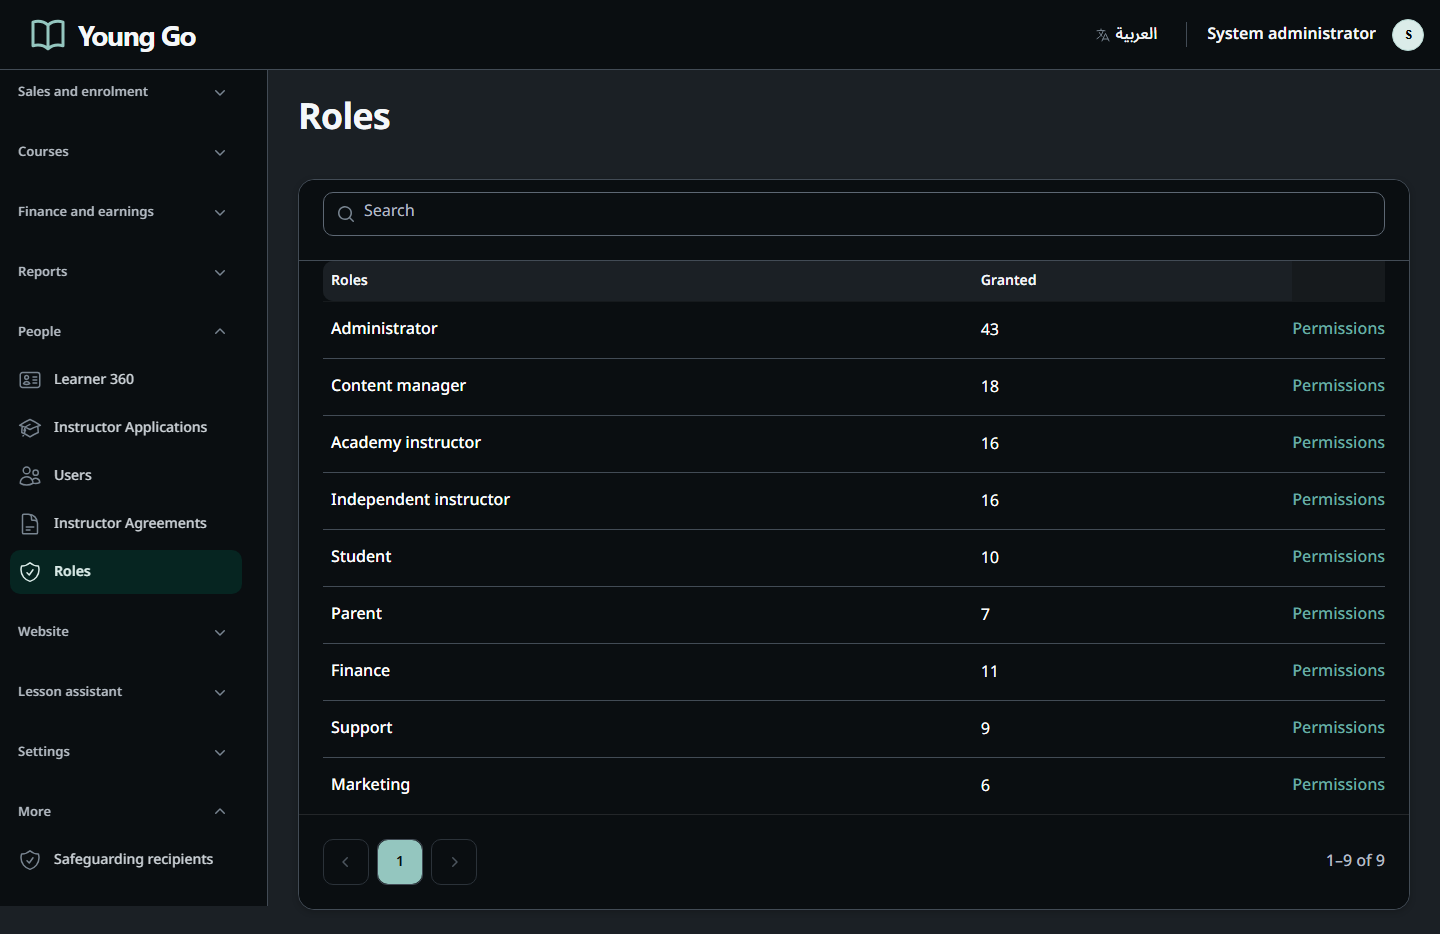 Young Go
العربية
System administrator
S
Sales and enrolment
Courses
Finance and earnings
Reports
People
Learner 360
Instructor Applications
Users
Instructor Agreements
Roles
Website
Lesson assistant
Settings
More
Safeguarding recipients
Roles
Search
Roles Granted
Administrator 43 Permissions
Content manager 18 Permissions
Academy instructor 16 Permissions
Independent instructor 16 Permissions
Student 10 Permissions
Parent 7 Permissions
Finance 11 Permissions
Support 9 Permissions
Marketing 6 Permissions
1
1–9 of 9